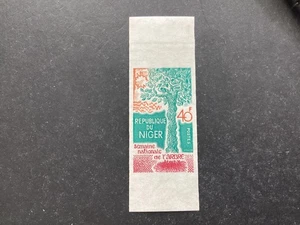 40F
REPUBLIQUE
DU
NIGER
POSTES
semaine
nationale
de l'ARBRE